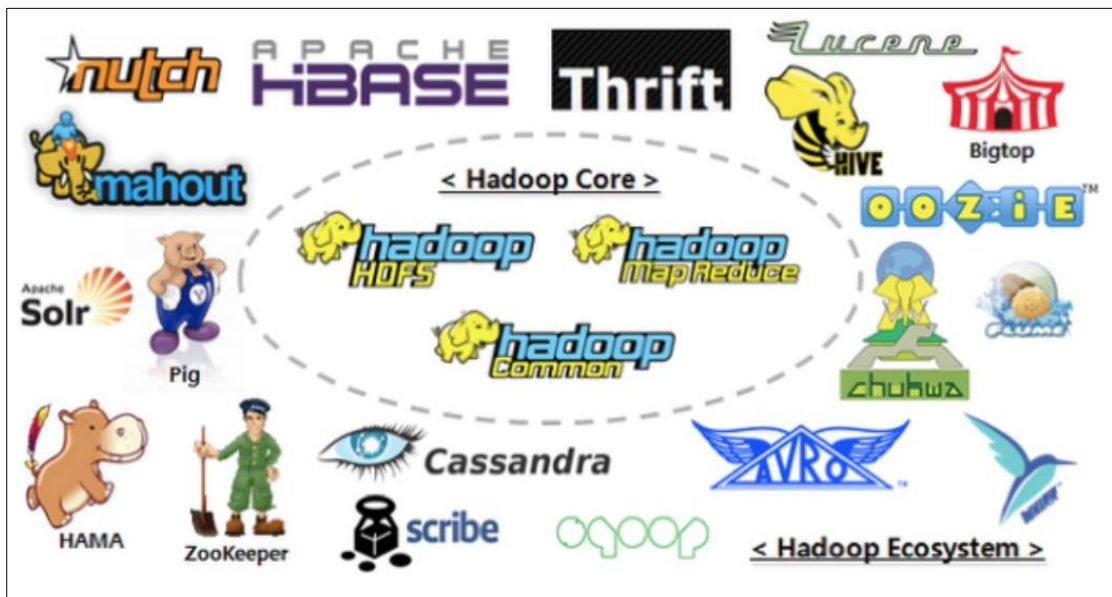 nutch
APACHE
HBASE
Thrift
Lucene
HIVE
Bigtop
mahout
< Hadoop Core >
OOZiE™
hadoop
HDFS
hadoop
Map Reduce
Apache
Solr
Y
Pig
hadoop
Common
chukwa
FLUME
HAMA
ZooKeeper
Cassandra
AVRO
scribe
sqoop
< Hadoop Ecosystem >